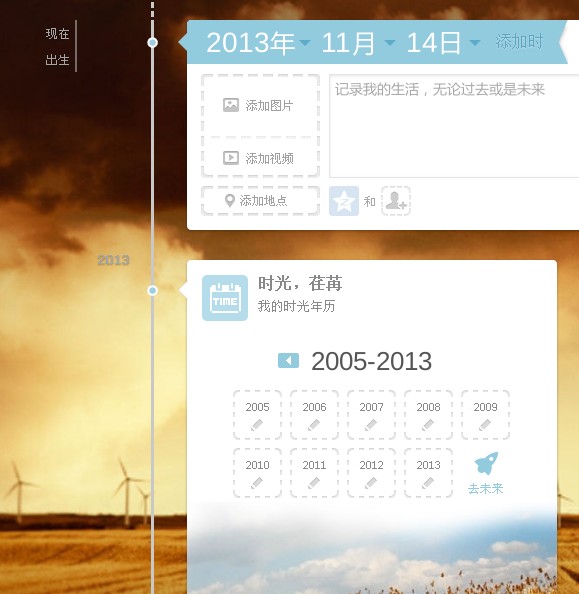 现在
出生
2013年 11月 14日 添加时
添加图片
记录我的生活，无论过去或是未来
添加视频
添加地点
和
2013
TIME
时光，荏苒
我的时光年历
2005-2013
2005 2006 2007 2008 2009
2010 2011 2012 2013
去未来